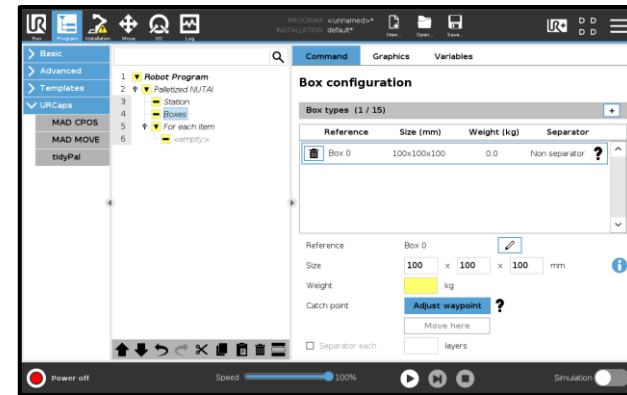 PROGRAM <unnamed>*
INSTALLATION default*
Run
Program
Installation
Move
I/O
Log
New...
Open...
Save...
UR+
D D
D D
Basic
Advanced
Templates
URCaps
MAD CPOS
MAD MOVE
tidyPal
1 Robot Program
2 Palletized NUTAI
3 Station
4 Boxes
5 For each item
6 <empty>
Command Graphics Variables
Box configuration
Box types (1 / 15)
+
Reference Size (mm) Weight (kg) Separator
Box 0 100x100x100 0.0 Non separator ?
Reference Box 0
Size 100 x 100 x 100 mm
Weight kg
Catch point Adjust waypoint ?
Move here
Separator each layers
Power off
Speed 100%
Simulation